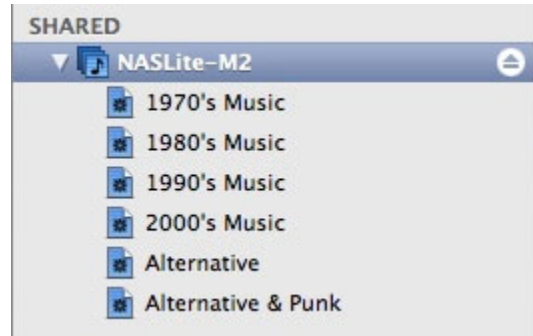 SHARED
NASLite-M2
1970's Music
1980's Music
1990's Music
2000's Music
Alternative
Alternative & Punk